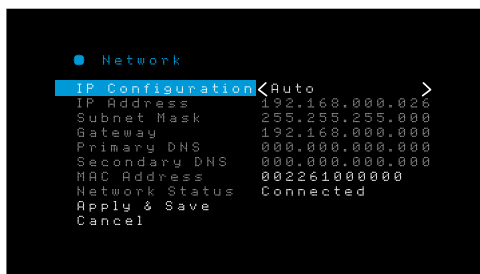 Network
IP Configuration <Auto >
IP Address 192.168.000.026
Subnet Mask 255.255.255.000
Gateway 192.168.000.000
Primary DNS 000.000.000.000
Secondary DNS 000.000.000.000
MAC Address 002261000000
Network Status Connected
Apply & Save
Cancel